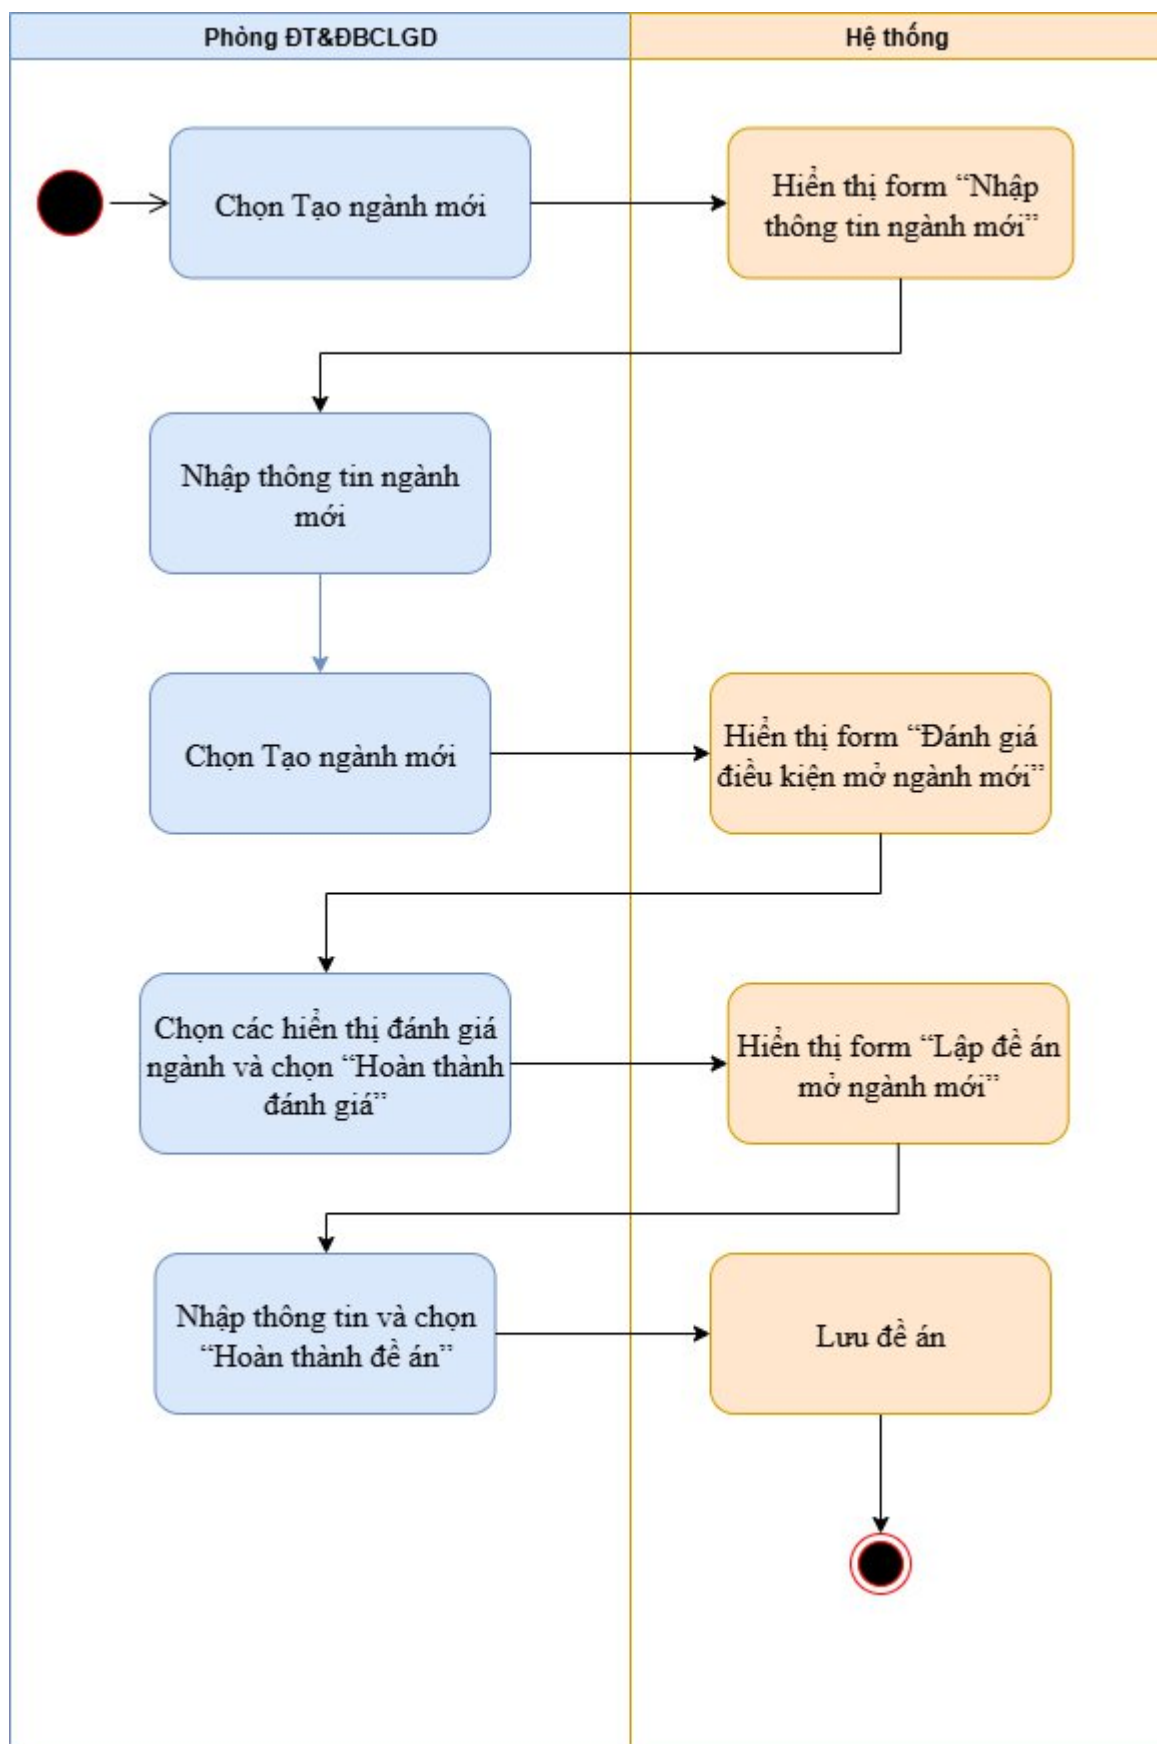 Phòng ĐT&ĐBCLGD
Hệ thống
Chọn Tạo ngành mới
Hiển thị form “Nhập
thông tin ngành mới”
Nhập thông tin ngành
mới
Chọn Tạo ngành mới
Hiển thị form “Đánh giá
điều kiện mở ngành mới”
Chọn các hiển thị đánh giá
ngành và chọn “Hoàn thành
đánh giá”
Hiển thị form “Lập đề án
mở ngành mới”
Nhập thông tin và chọn
“Hoàn thành đề án”
Lưu đề án